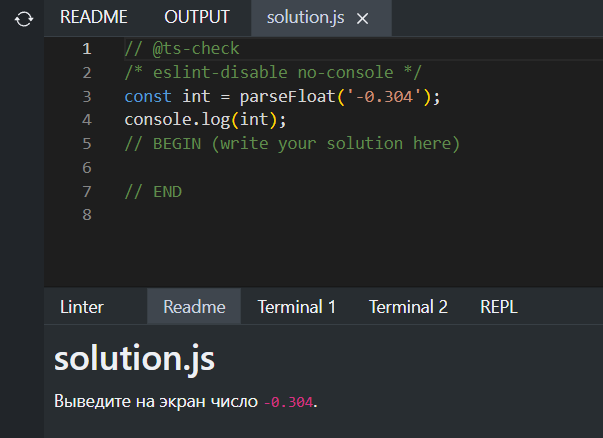 README OUTPUT solution.js ×
1 // @ts-check
2 /* eslint-disable no-console */
3 const int = parseFloat('-0.304');
4 console.log(int);
5 // BEGIN (write your solution here)
6
7 // END
8
Linter Readme Terminal 1 Terminal 2 REPL
solution.js
Выведите на экран число -0.304.